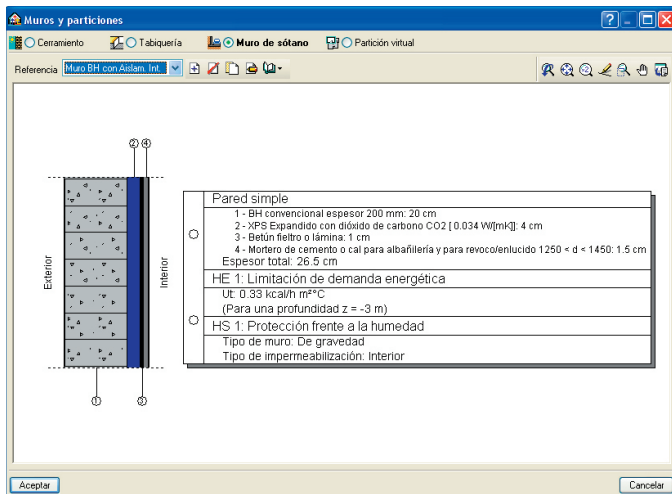 Muros y particiones
Cerramiento Tabiquería Muro de sótano Partición virtual
Referencia Muro BH con Aislam. Int.
② ④
Exterior
Interior
① ③
Pared simple
1 - BH convencional espesor 200 mm: 20 cm
2 - XPS Expandido con dióxido de carbono CO2 [ 0.034 W/[mK]]: 4 cm
3 - Betún fieltro o lámina: 1 cm
4 - Mortero de cemento o cal para albañilería y para revoco/enlucido 1250 < d < 1450: 1.5 cm
Espesor total: 26.5 cm
HE 1: Limitación de demanda energética
Ut: 0.33 kcal/h m²°C
(Para una profundidad z = -3 m)
HS 1: Protección frente a la humedad
Tipo de muro: De gravedad
Tipo de impermeabilización: Interior
Aceptar Cancelar